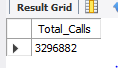 Result Grid
Total_Calls
3296882